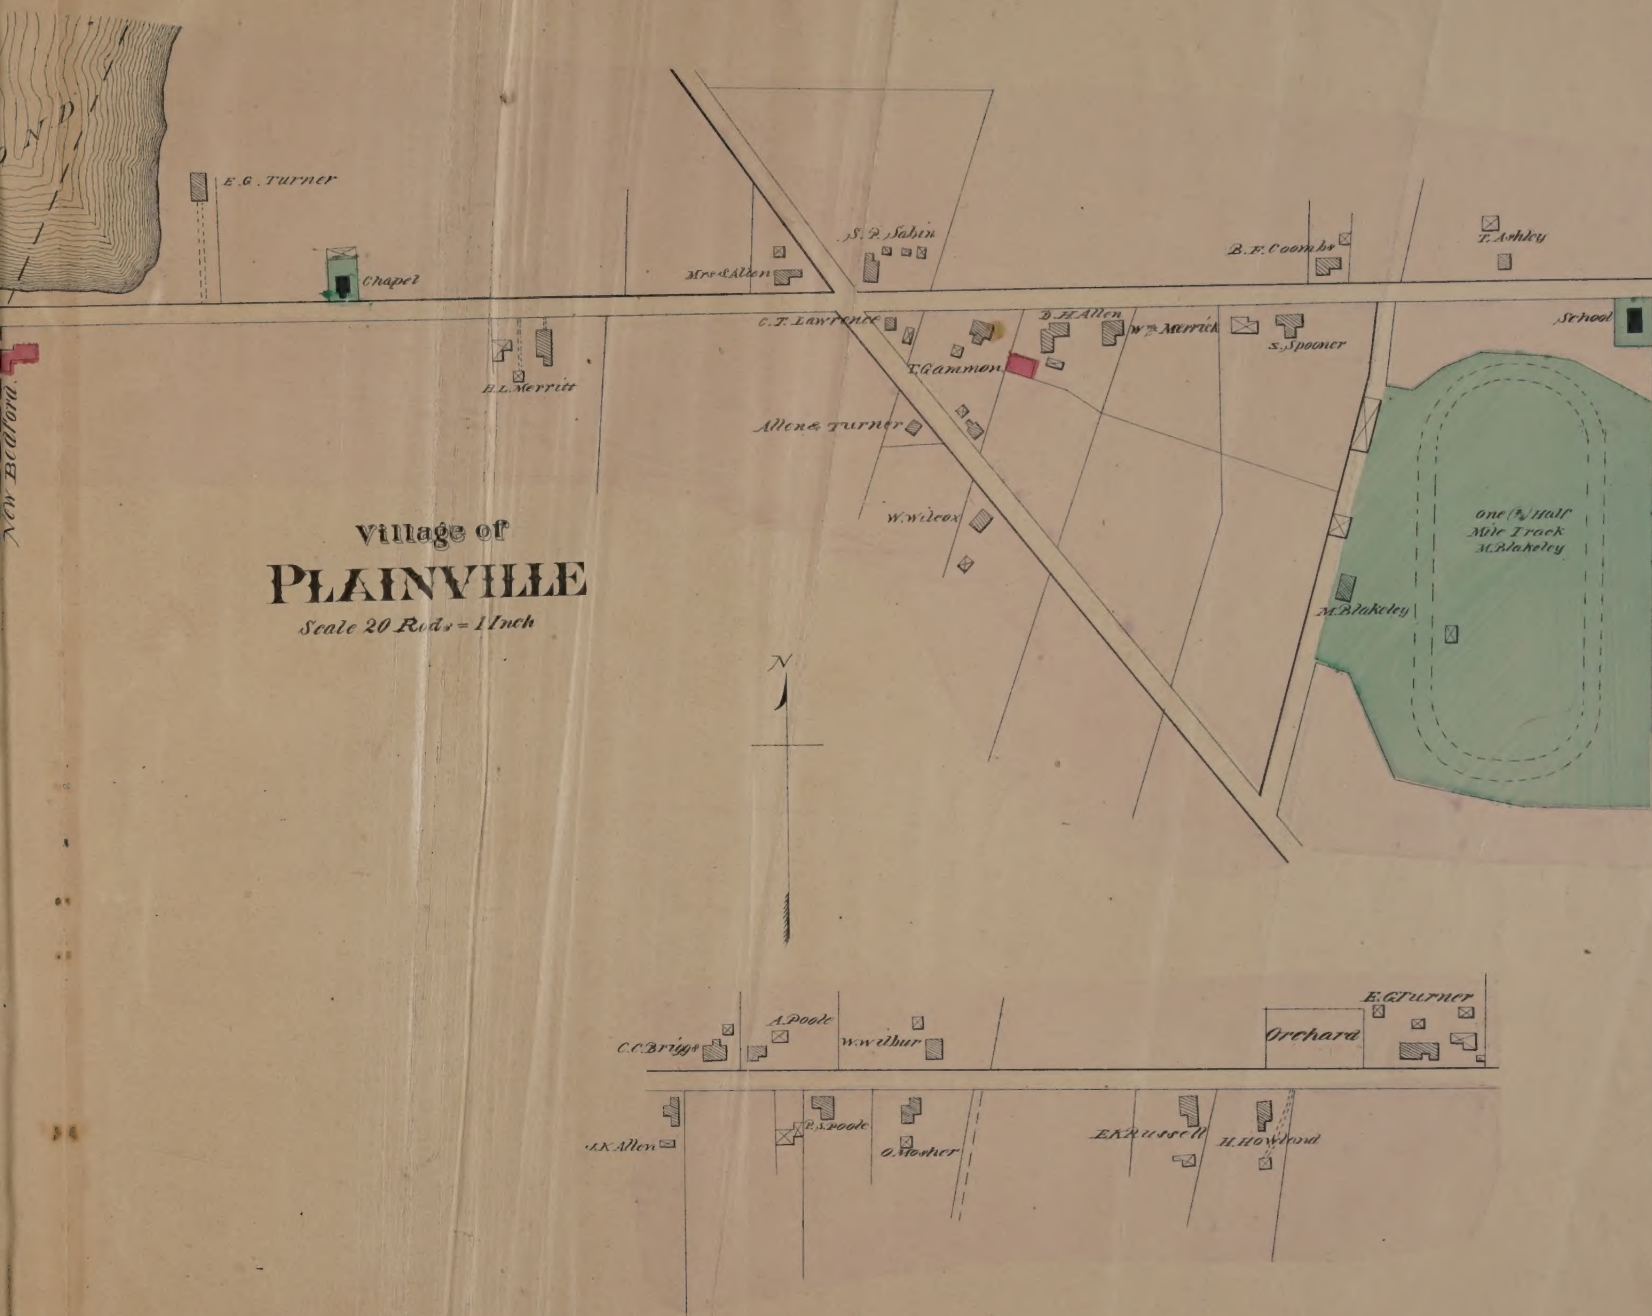 N D
E. G. Turner
Chapel
S. P. Sabin
Mrs S. Allen
B. F. Coombs
T. Ashley
C. T. Lawrence
B. H. Allen
Wm Merrick
S. Spooner
School
T. Gammon
H. L. Merritt
New Bedford.
Allen & Turner
W. Wilcox
One (½) Half
Mile Track
M. Blakeley
M. Blakeley
Village of
PLAINVILLE
Scale 20 Rods = 1 Inch
N
E. G. Turner
A. Poole
C. C. Briggs
W. Wilbur
Orchard
P. S. Poole
J. K. Allen
O. Mosher
E. K. Russell
H. Howland